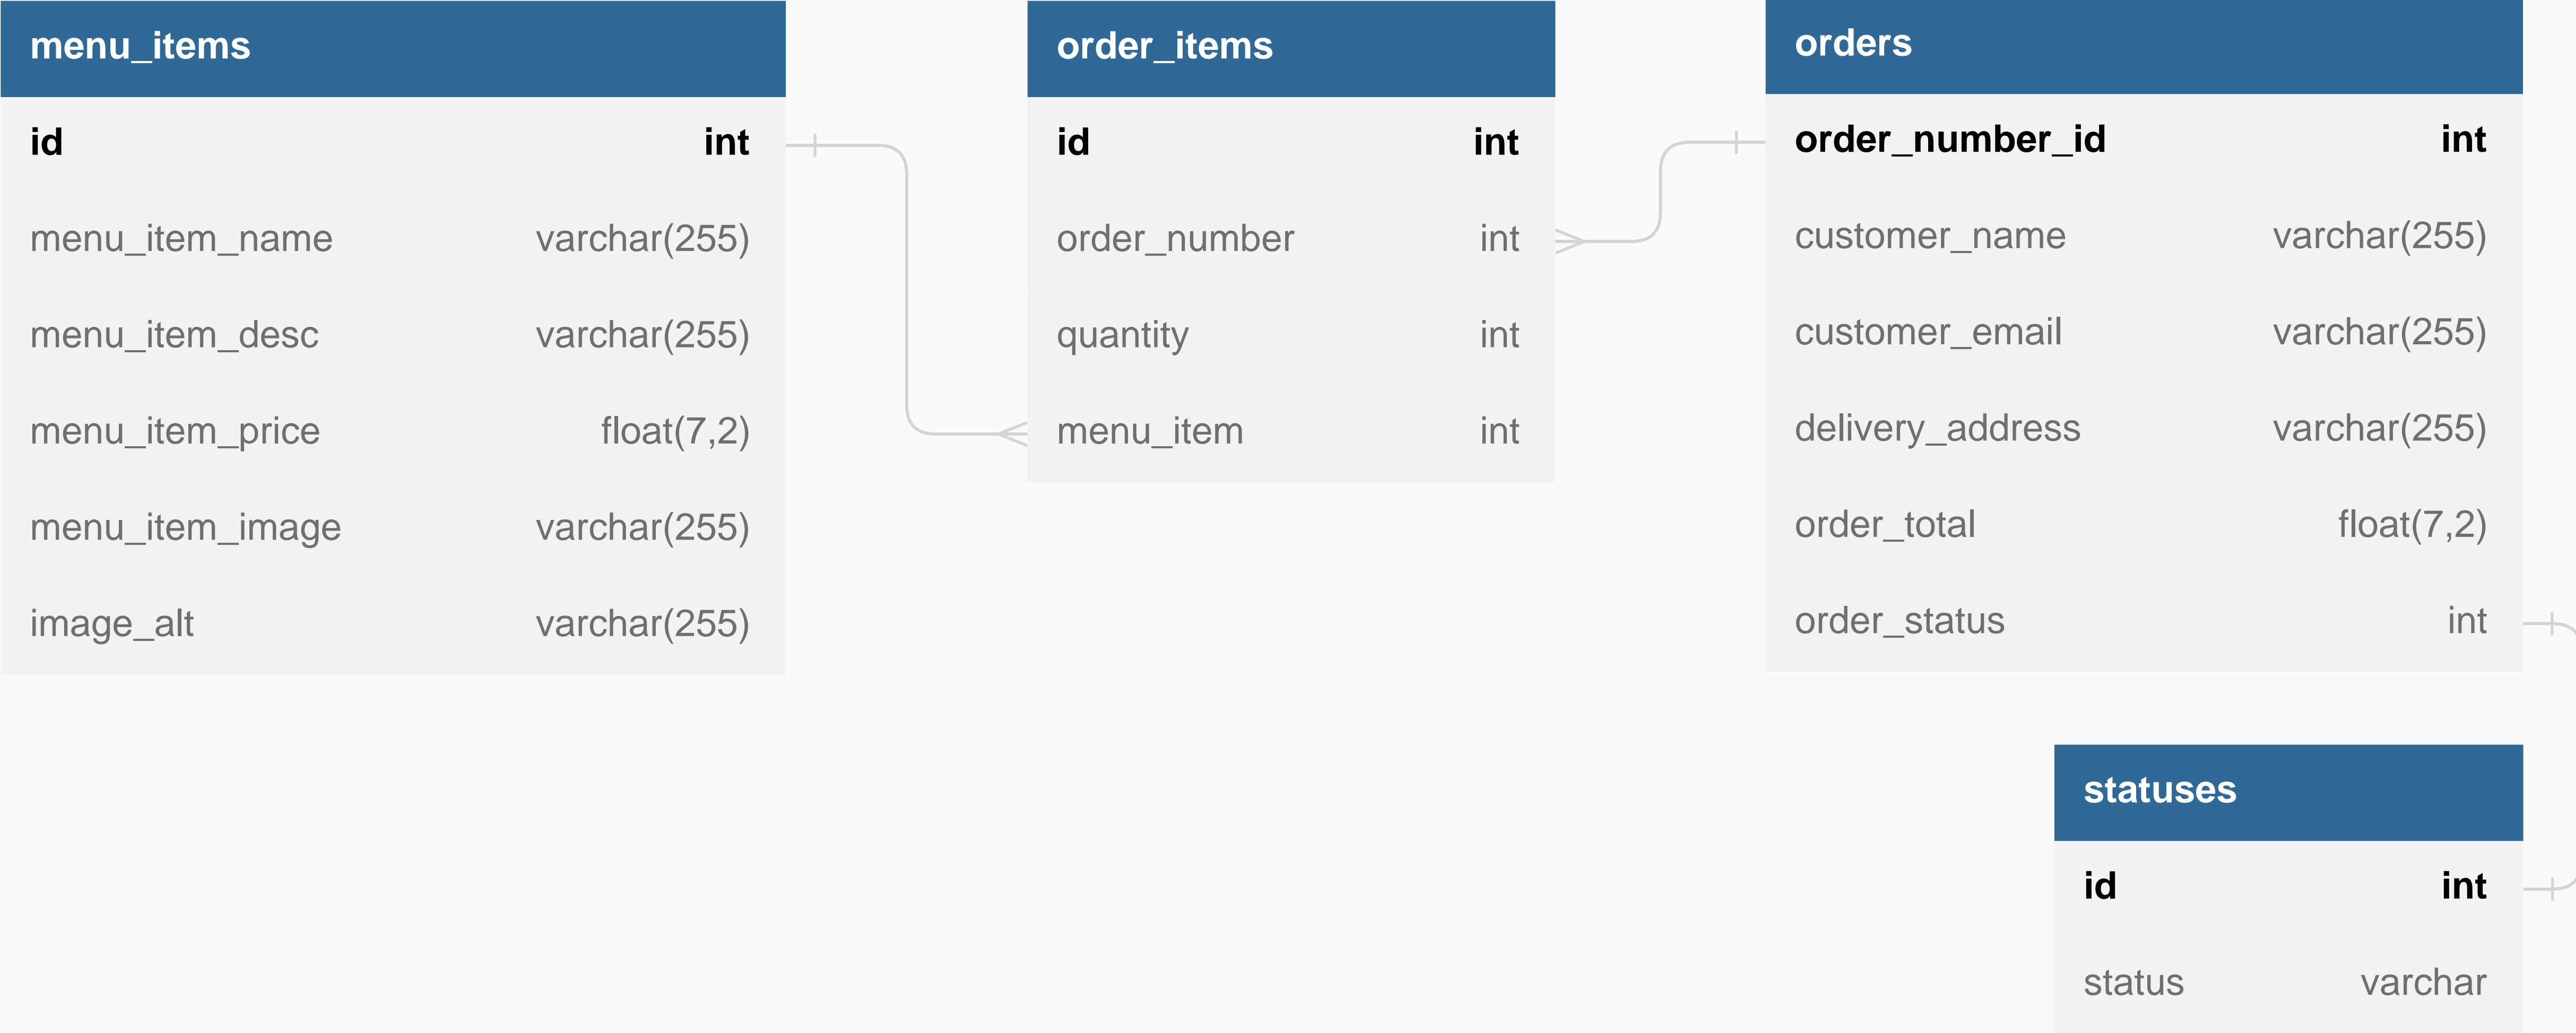 menu_items
id int
menu_item_name varchar(255)
menu_item_desc varchar(255)
menu_item_price float(7,2)
menu_item_image varchar(255)
image_alt varchar(255)
order_items
id int
order_number int
quantity int
menu_item int
orders
order_number_id int
customer_name varchar(255)
customer_email varchar(255)
delivery_address varchar(255)
order_total float(7,2)
order_status int
statuses
id int
status varchar